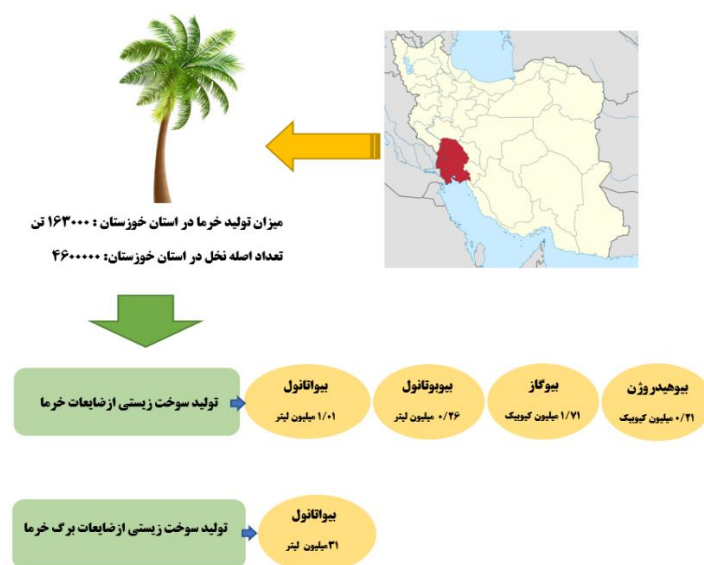 میزان تولید خرما در استان خوزستان : ۱۶۳۰۰۰ تن
تعداد اصله نخل در استان خوزستان: ۴۶۰۰۰۰۰
تولید سوخت زیستی از ضایعات خرما
بیواتانول
۱/۰۱ میلیون لیتر
بیوبوتانول
۰/۲۶ میلیون لیتر
بیوگاز
۱/۷۱ میلیون کیوبیک
بیوهیدروژن
۰/۲۱ میلیون کیوبیک
تولید سوخت زیستی از ضایعات برگ خرما
بیواتانول
۳۱میلیون لیتر